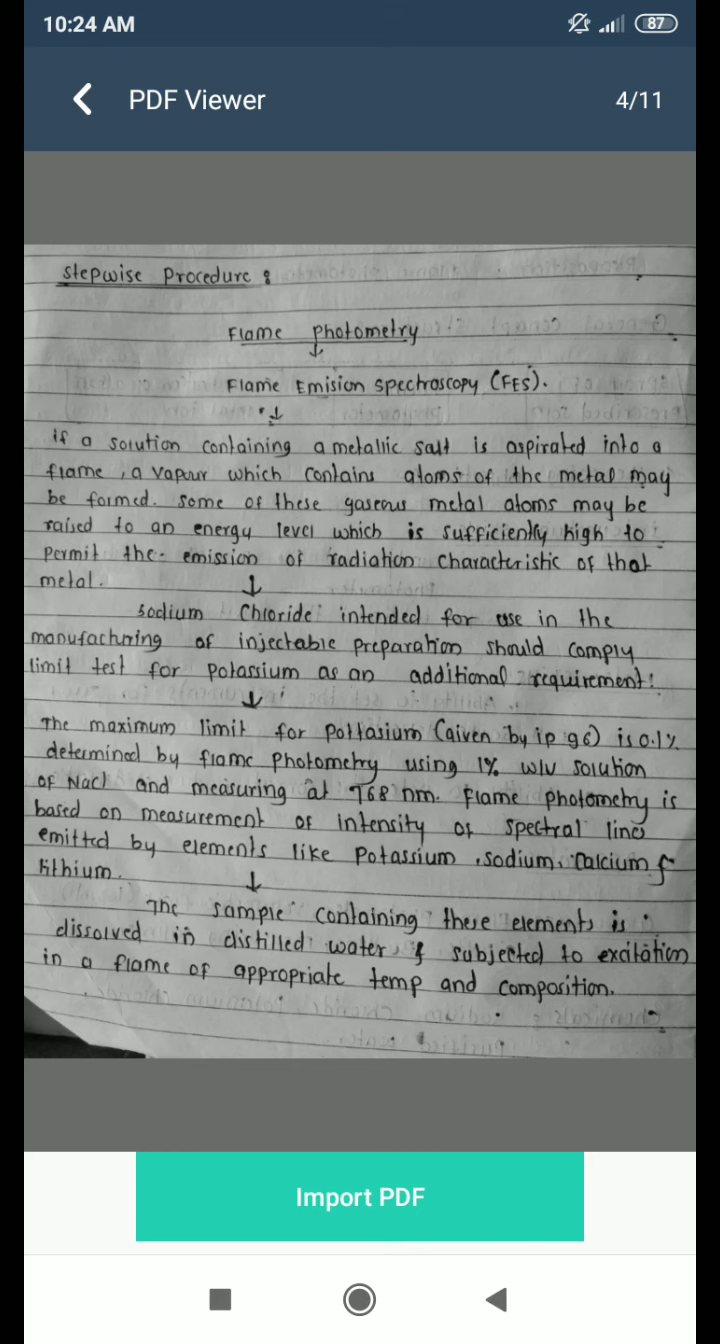 10:24 AM
87
PDF Viewer
4/11
stepwise Procedure :
Flame photometry
↓
Flame Emision spectroscopy (FES).
↓
if a solution containing a metallic salt is aspirated into a
flame , a vapour which contains atoms of the metal may
be formed. some of these gaseous metal atoms may be
raised to an energy level which is sufficiently high to
permit the emission of radiation characteristic of that
metal.
↓
sodium Chloride intended for use in the
manufacturing of injectable preparation should comply
limit test for potassium as an additional requirement.
↓
The maximum limit for pottasium (given by ip 96) is 0.1%
determined by flame photometry using 1% w/v solution
of Nacl and measuring at 768 nm. Flame photometry is
based on measurement of intensity of spectral lines
emitted by elements like Potassium , sodium, Calcium &
lithium.
↓
The sample containing these elements is
dissolved in distilled water & subjected to excitation
in a flame of appropriate temp and composition.
Import PDF